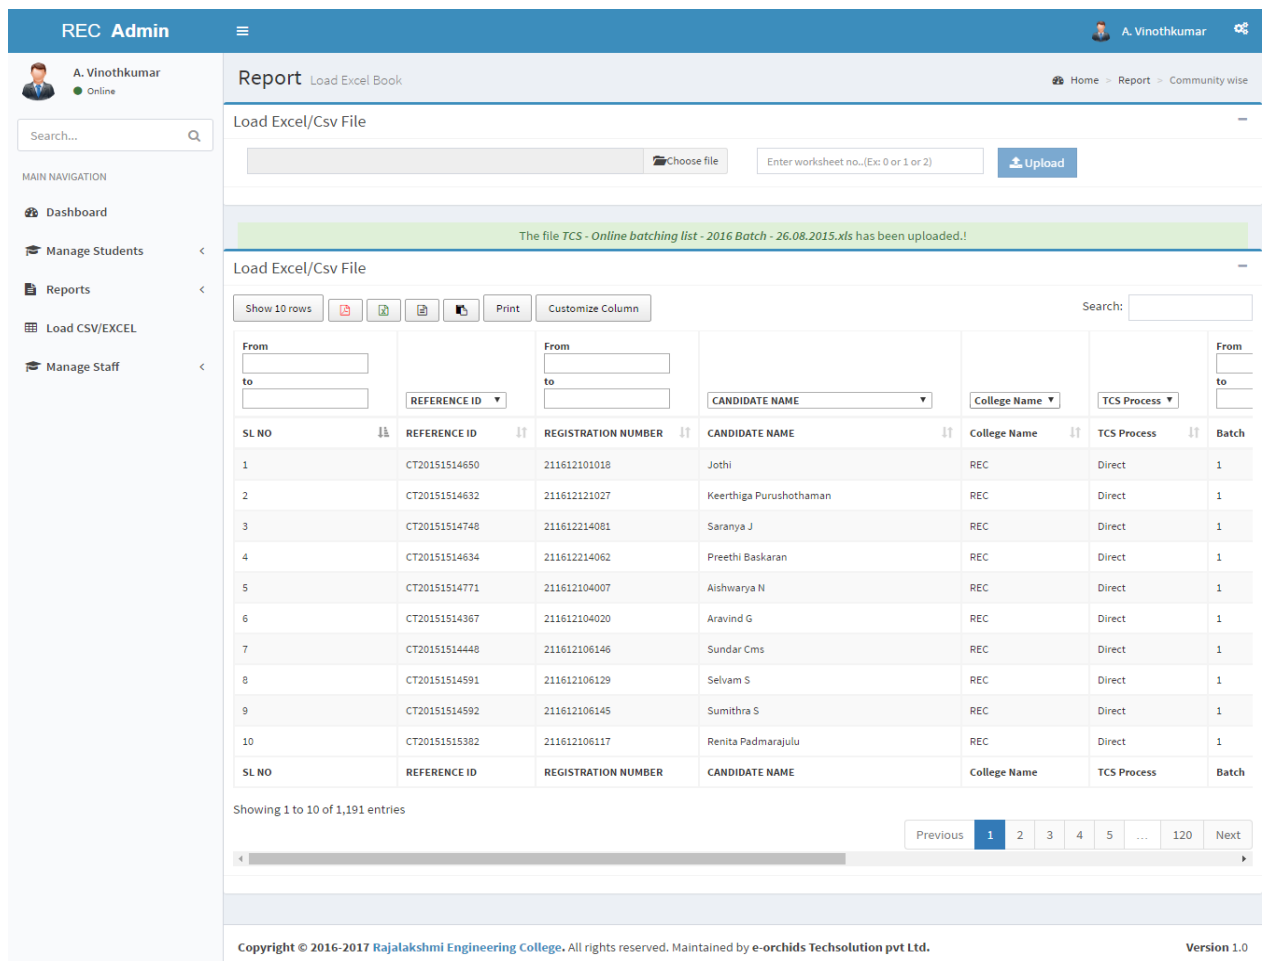 REC Admin
A. Vinothkumar
A. Vinothkumar
Online
Report Load Excel Book
Home > Report > Community wise
Search...
Load Excel/Csv File
Choose file
Enter worksheet no..(Ex: 0 or 1 or 2)
Upload
MAIN NAVIGATION
Dashboard
Manage Students
Reports
Load CSV/EXCEL
Manage Staff
The file TCS - Online batching list - 2016 Batch - 26.08.2015.xls has been uploaded.!
Load Excel/Csv File
Show 10 rows Print Customize Column Search:
From From From
to to to
REFERENCE ID CANDIDATE NAME College Name TCS Process
SL NO REFERENCE ID REGISTRATION NUMBER CANDIDATE NAME College Name TCS Process Batch
1 CT20151514650 211612101018 Jothi REC Direct 1
2 CT20151514632 211612121027 Keerthiga Purushothaman REC Direct 1
3 CT20151514748 211612214081 Saranya J REC Direct 1
4 CT20151514634 211612214062 Preethi Baskaran REC Direct 1
5 CT20151514771 211612104007 Aishwarya N REC Direct 1
6 CT20151514367 211612104020 Aravind G REC Direct 1
7 CT20151514448 211612106146 Sundar Cms REC Direct 1
8 CT20151514591 211612106129 Selvam S REC Direct 1
9 CT20151514592 211612106145 Sumithra S REC Direct 1
10 CT20151515382 211612106117 Renita Padmarajulu REC Direct 1
SL NO REFERENCE ID REGISTRATION NUMBER CANDIDATE NAME College Name TCS Process Batch
Showing 1 to 10 of 1,191 entries
Previous 1 2 3 4 5 ... 120 Next
Copyright © 2016-2017 Rajalakshmi Engineering College. All rights reserved. Maintained by e-orchids Techsolution pvt Ltd.
Version 1.0